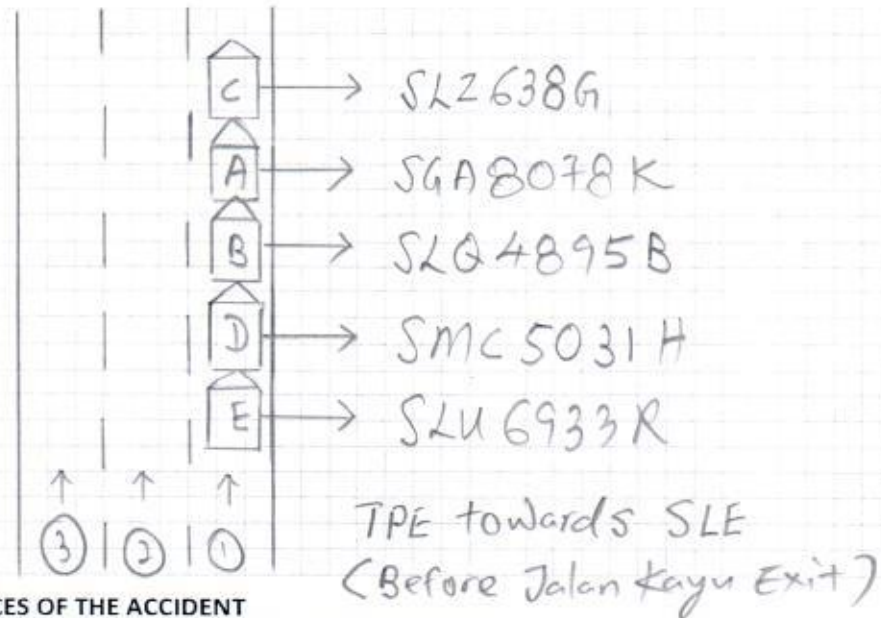 C SLZ638G
A SGA8078K
B SLQ4895B
D SMC5031H
E SLU6933R
TPE towards SLE
3 2 1
(Before Jalan Kayu Exit)
CES OF THE ACCIDENT